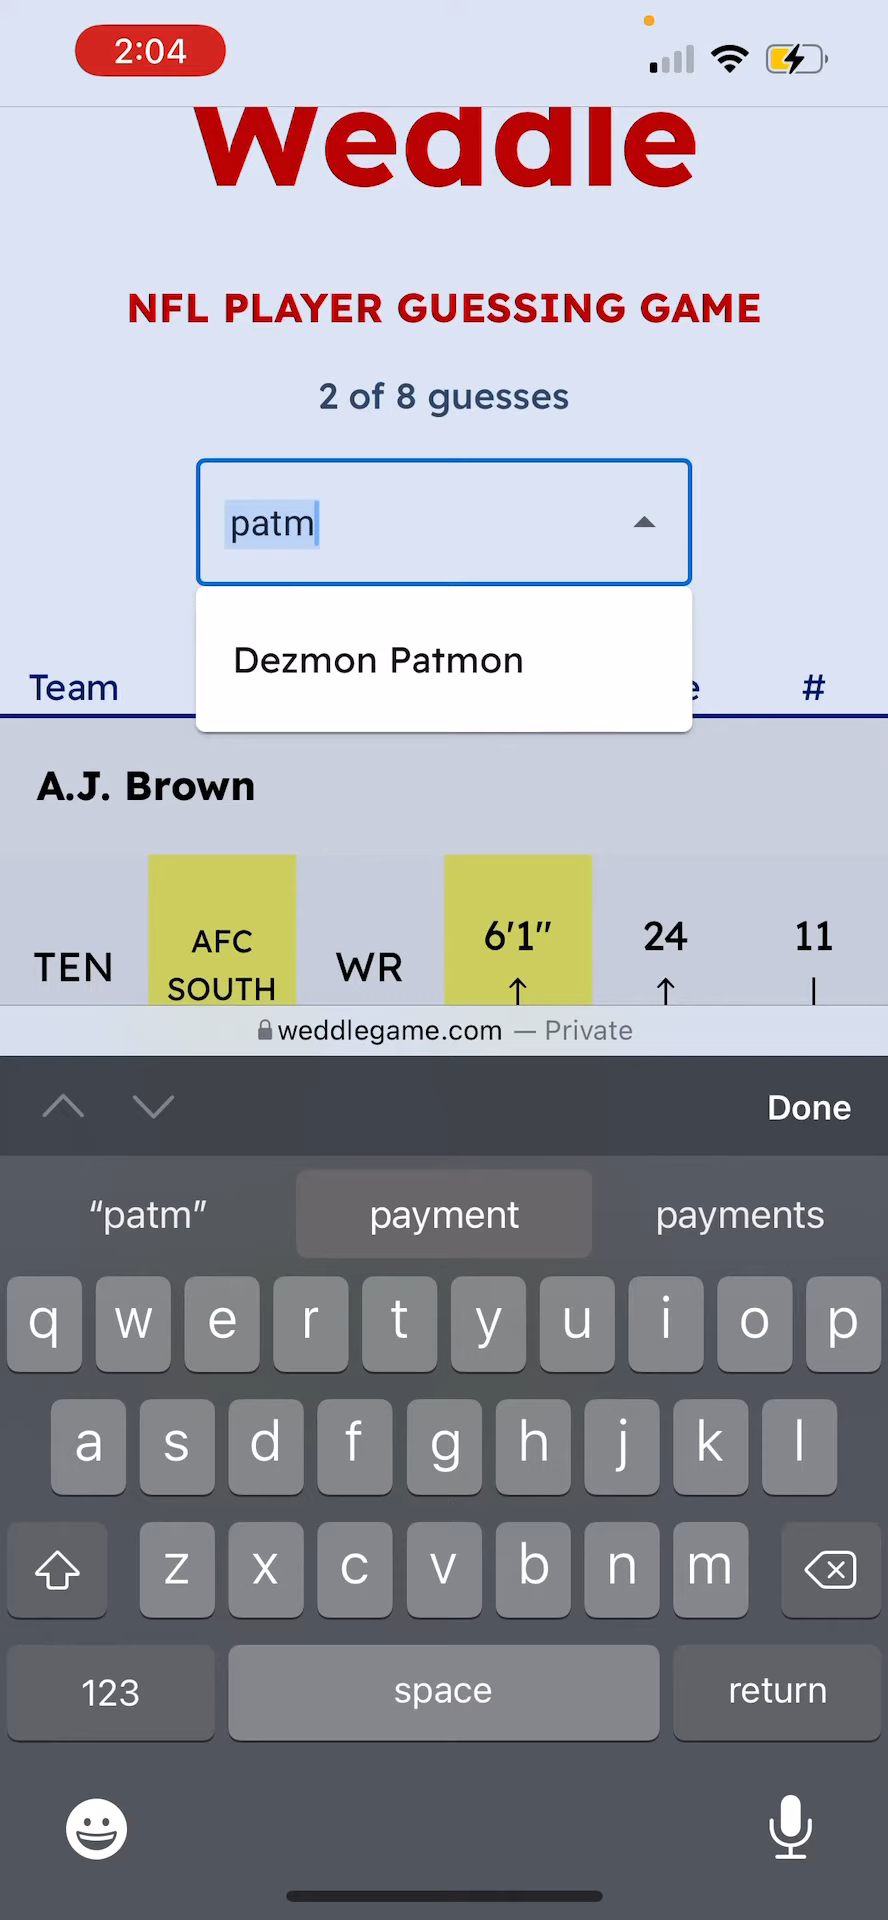 2:04
Weddle
NFL PLAYER GUESSING GAME
2 of 8 guesses
patm
Dezmon Patmon
Team e #
A.J. Brown
TEN AFC SOUTH WR 6'1" 24 11
↑ ↑
weddlegame.com — Private
Done
“patm” payment payments
q w e r t y u i o p
a s d f g h j k l
z x c v b n m
123 space return